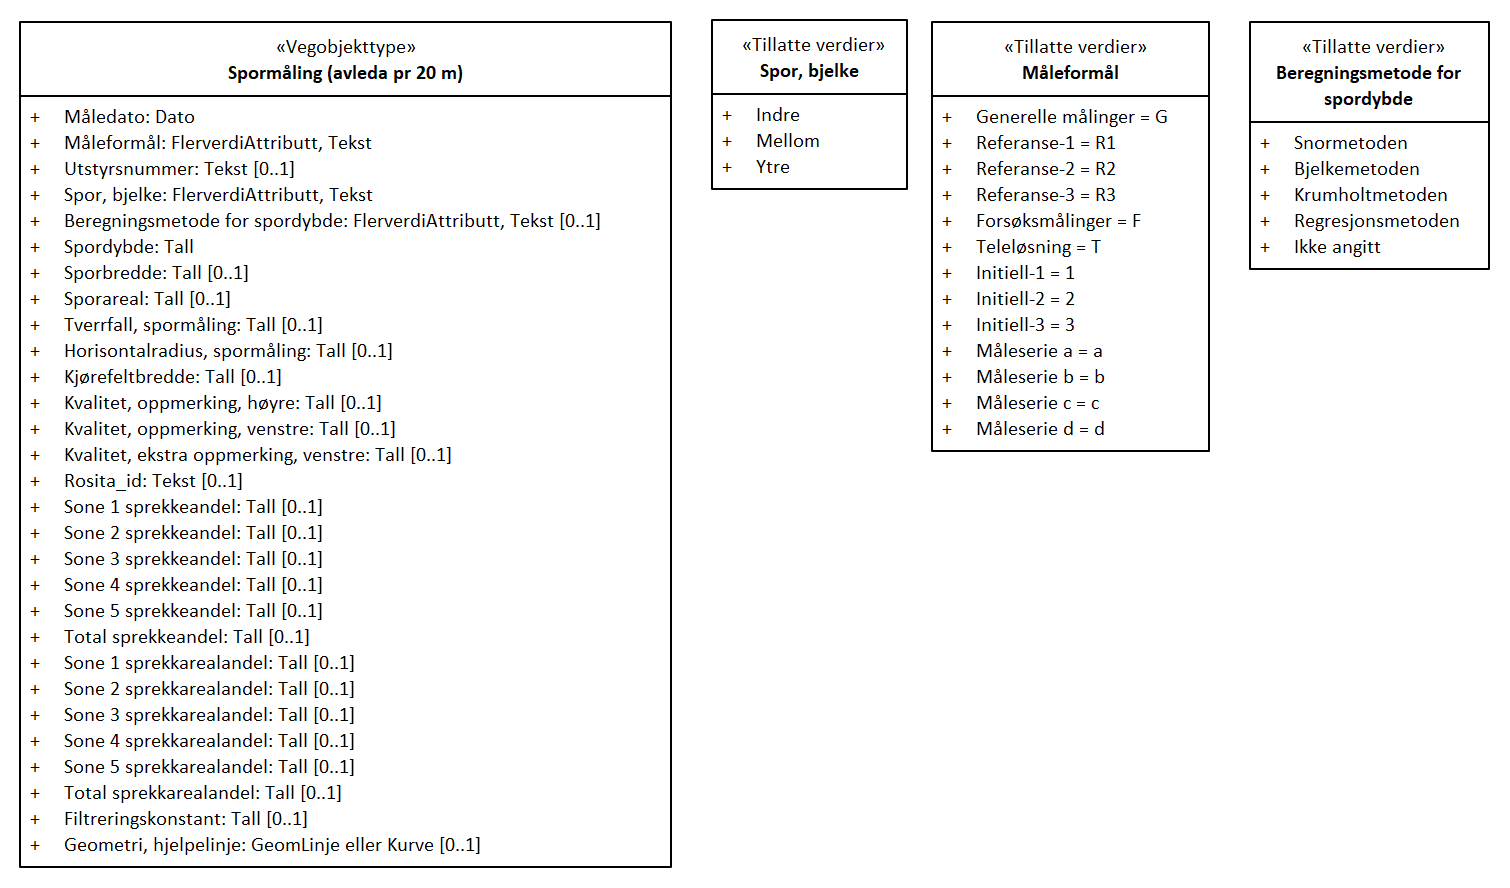 «Vegobjekttype»
Spormåling (avleda pr 20 m)
+ Måledato: Dato
+ Måleformål: FlerverdiAttributt, Tekst
+ Utstyrsnummer: Tekst [0..1]
+ Spor, bjelke: FlerverdiAttributt, Tekst
+ Beregningsmetode for spordybde: FlerverdiAttributt, Tekst [0..1]
+ Spordybde: Tall
+ Sporbredde: Tall [0..1]
+ Sporareal: Tall [0..1]
+ Tverrfall, spormåling: Tall [0..1]
+ Horisontalradius, spormåling: Tall [0..1]
+ Kjørefeltbredde: Tall [0..1]
+ Kvalitet, oppmerking, høyre: Tall [0..1]
+ Kvalitet, oppmerking, venstre: Tall [0..1]
+ Kvalitet, ekstra oppmerking, venstre: Tall [0..1]
+ Rosita_id: Tekst [0..1]
+ Sone 1 sprekkeandel: Tall [0..1]
+ Sone 2 sprekkeandel: Tall [0..1]
+ Sone 3 sprekkeandel: Tall [0..1]
+ Sone 4 sprekkeandel: Tall [0..1]
+ Sone 5 sprekkeandel: Tall [0..1]
+ Total sprekkeandel: Tall [0..1]
+ Sone 1 sprekkarealandel: Tall [0..1]
+ Sone 2 sprekkarealandel: Tall [0..1]
+ Sone 3 sprekkarealandel: Tall [0..1]
+ Sone 4 sprekkarealandel: Tall [0..1]
+ Sone 5 sprekkarealandel: Tall [0..1]
+ Total sprekkarealandel: Tall [0..1]
+ Filtreringskonstant: Tall [0..1]
+ Geometri, hjelpelinje: GeomLinje eller Kurve [0..1]
«Tillatte verdier»
Spor, bjelke
+ Indre
+ Mellom
+ Ytre
«Tillatte verdier»
Måleformål
+ Generelle målinger = G
+ Referanse-1 = R1
+ Referanse-2 = R2
+ Referanse-3 = R3
+ Forsøksmålinger = F
+ Teleløsning = T
+ Initiell-1 = 1
+ Initiell-2 = 2
+ Initiell-3 = 3
+ Måleserie a = a
+ Måleserie b = b
+ Måleserie c = c
+ Måleserie d = d
«Tillatte verdier»
Beregningsmetode for
spordybde
+ Snormetoden
+ Bjelkemetoden
+ Krumholtmetoden
+ Regresjonsmetoden
+ Ikke angitt